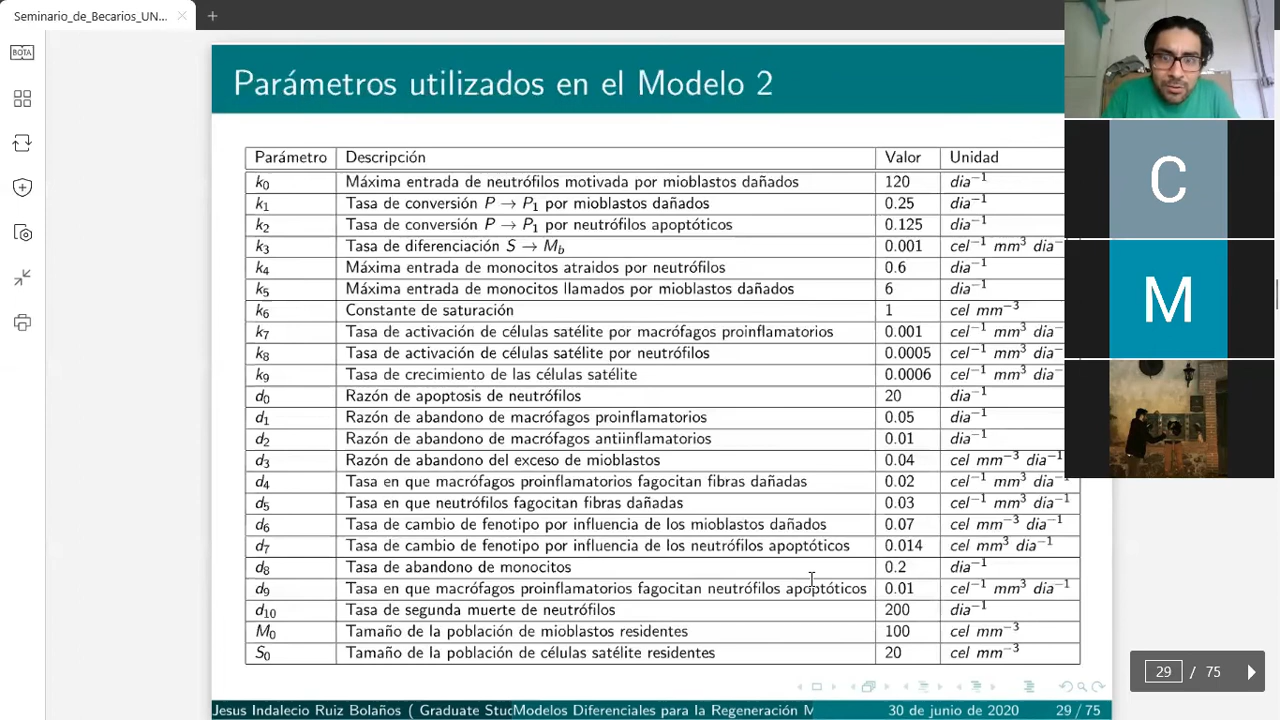 Seminario_de_Becarios_UN...
BOTA
Parámetros utilizados en el Modelo 2
Parámetro Descripción Valor Unidad
k0 Máxima entrada de neutrófilos motivada por mioblastos dañados 120 dia−1
k1 Tasa de conversión P → P1 por mioblastos dañados 0.25 dia−1
k2 Tasa de conversión P → P1 por neutrófilos apoptóticos 0.125 dia−1
k3 Tasa de diferenciación S → Mb 0.001 cel−1 mm3 dia−
k4 Máxima entrada de monocitos atraidos por neutrófilos 0.6 dia−1
k5 Máxima entrada de monocitos llamados por mioblastos dañados 6 dia−1
k6 Constante de saturación 1 cel mm−3
k7 Tasa de activación de células satélite por macrófagos proinflamatorios 0.001 cel−1 mm3 dia−
k8 Tasa de activación de células satélite por neutrófilos 0.0005 cel−1 mm3 dia−
k9 Tasa de crecimiento de las células satélite 0.0006 cel−1 mm3 dia−
d0 Razón de apoptosis de neutrófilos 20 dia−1
d1 Razón de abandono de macrófagos proinflamatorios 0.05 dia−1
d2 Razón de abandono de macrófagos antiinflamatorios 0.01 dia−1
d3 Razón de abandono del exceso de mioblastos 0.04 cel mm−3 dia−1
d4 Tasa en que macrófagos proinflamatorios fagocitan fibras dañadas 0.02 cel−1 mm3 dia−1
d5 Tasa en que neutrófilos fagocitan fibras dañadas 0.03 cel−1 mm3 dia−1
d6 Tasa de cambio de fenotipo por influencia de los mioblastos dañados 0.07 cel mm−3 dia−1
d7 Tasa de cambio de fenotipo por influencia de los neutrófilos apoptóticos 0.014 cel mm3 dia−1
d8 Tasa de abandono de monocitos 0.2 dia−1
d9 Tasa en que macrófagos proinflamatorios fagocitan neutrófilos apoptóticos 0.01 cel−1 mm3 dia−1
d10 Tasa de segunda muerte de neutrófilos 200 dia−1
M0 Tamaño de la población de mioblastos residentes 100 cel mm−3
S0 Tamaño de la población de células satélite residentes 20 cel mm−3
Jesus Indalecio Ruiz Bolaños ( Graduate Stud Modelos Diferenciales para la Regeneración M 30 de junio de 2020 29 / 75
C
M
29 / 75